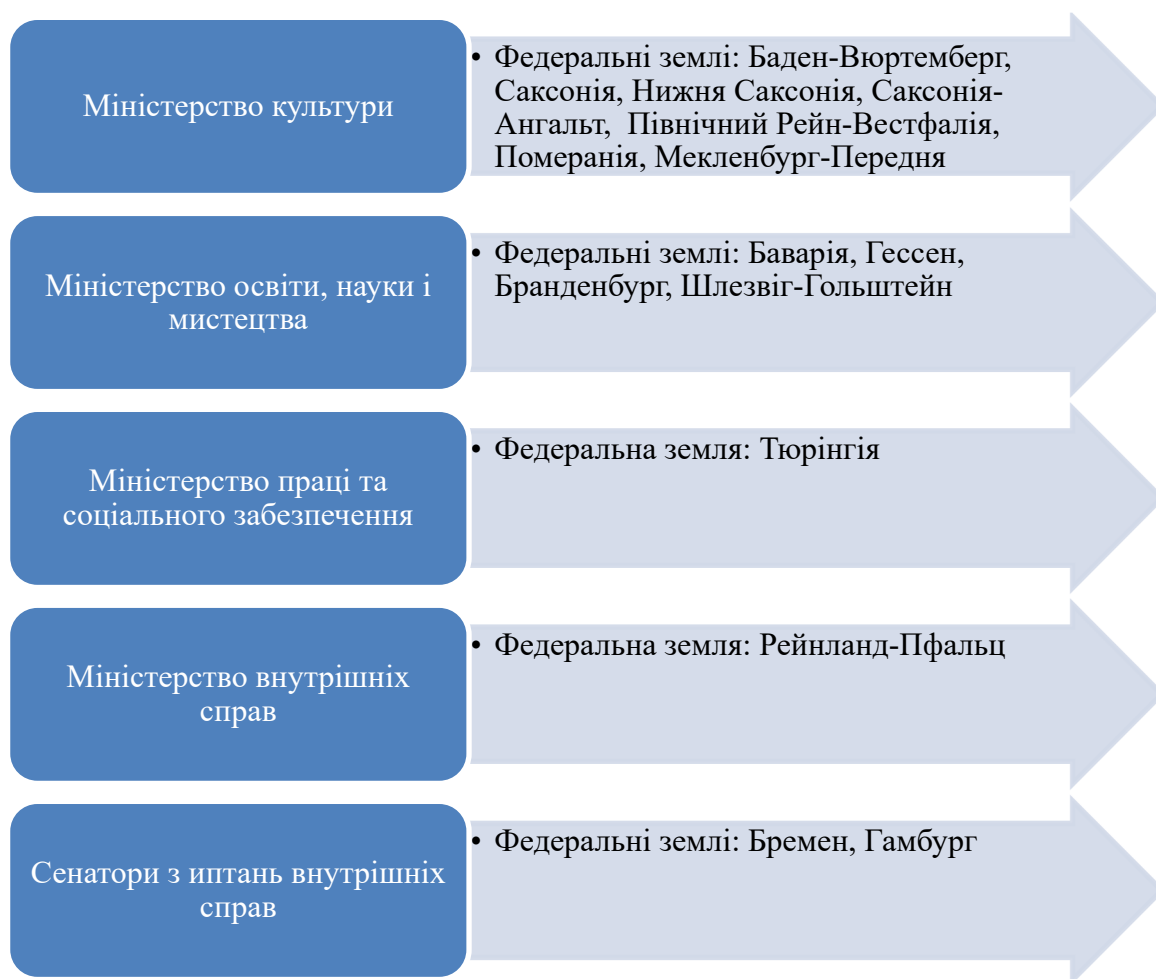 Міністерство культури
• Федеральні землі: Баден-Вюртемберг,
Саксонія, Нижня Саксонія, Саксонія-
Ангальт,  Північний Рейн-Вестфалія,
Померанія, Мекленбург-Передня
Міністерство освіти, науки і
мистецтва
• Федеральні землі: Баварія, Гессен,
Бранденбург, Шлезвіг-Гольштейн
Міністерство праці та
соціального забезпечення
• Федеральна земля: Тюрінгія
Міністерство внутрішніх
справ
• Федеральна земля: Рейнланд-Пфальц
Сенатори з иптань внутрішніх
справ
• Федеральні землі: Бремен, Гамбург